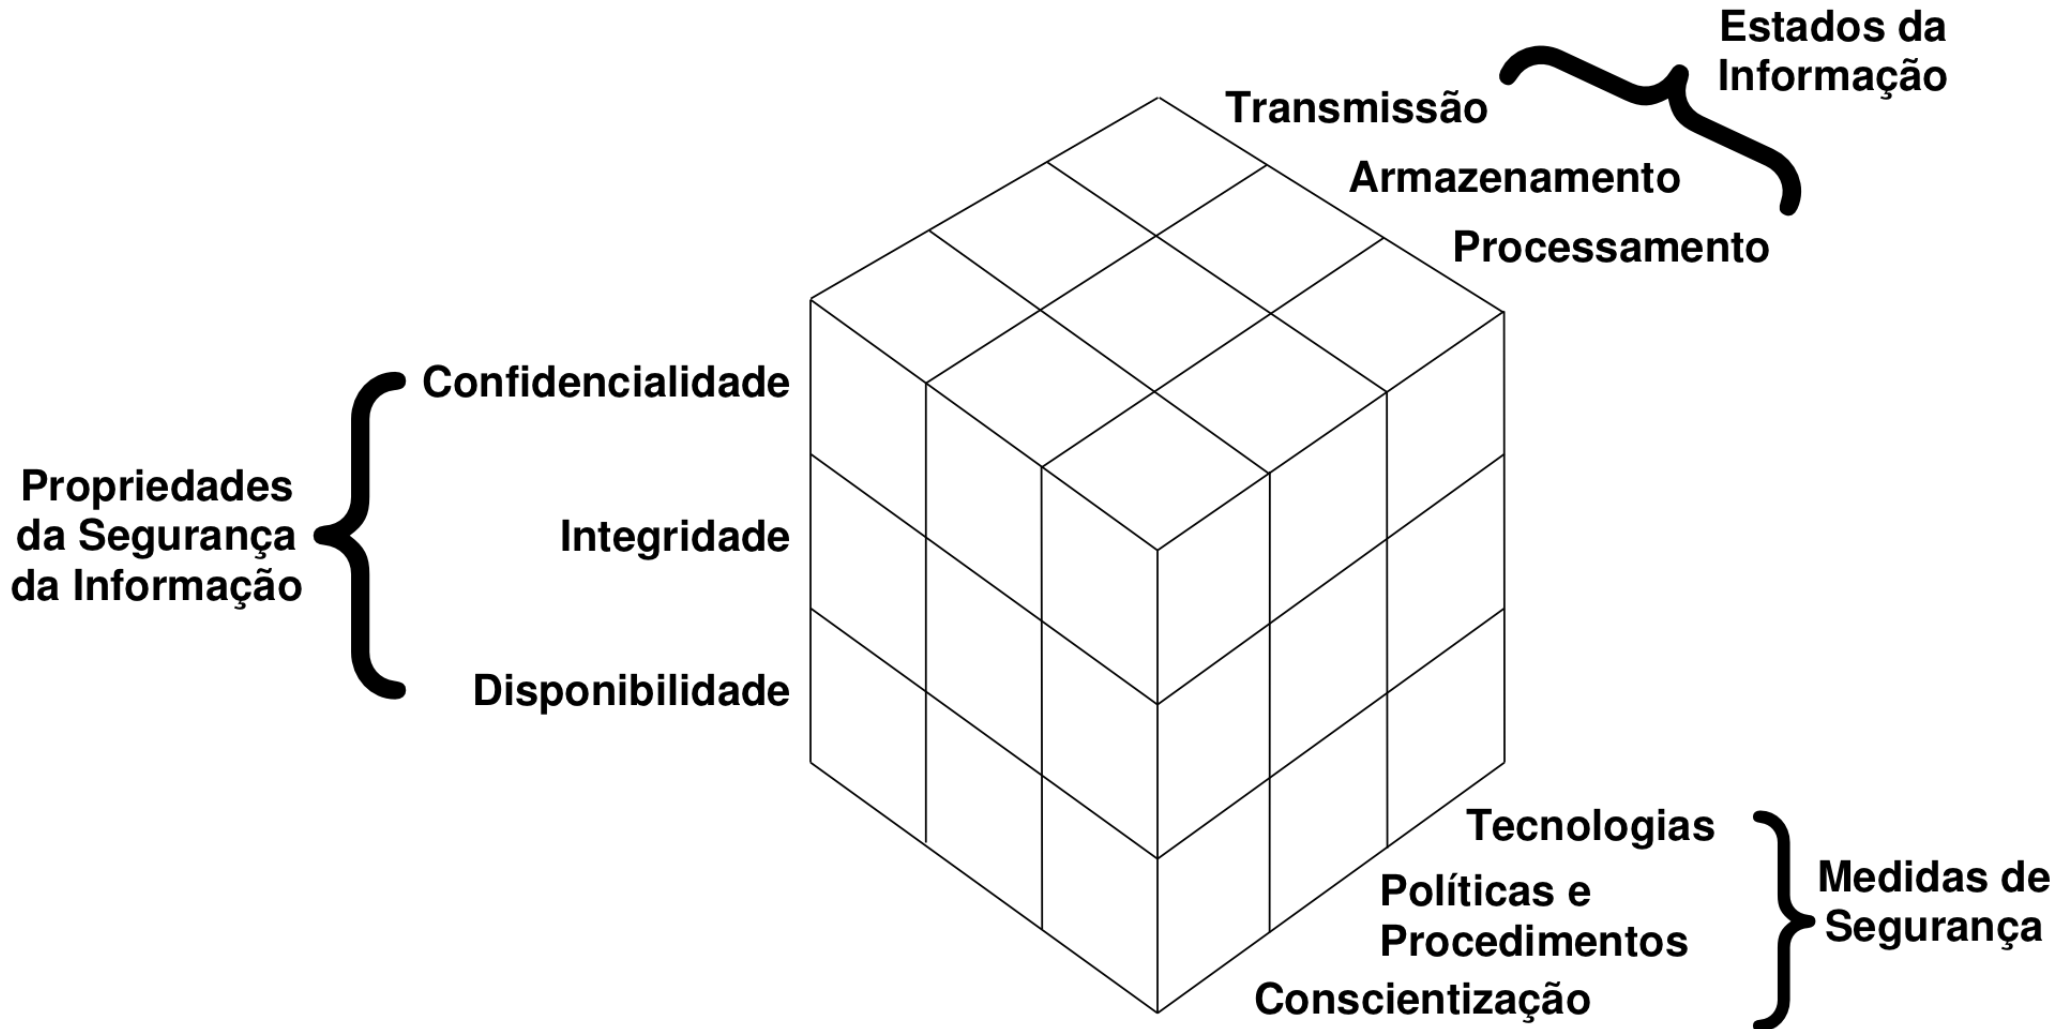 Estados da
Informação
Transmissão
Armazenamento
Processamento
Confidencialidade
Propriedades
da Segurança
da Informação
Integridade
Disponibilidade
Tecnologias
Políticas e
Procedimentos
Conscientização
Medidas de
Segurança